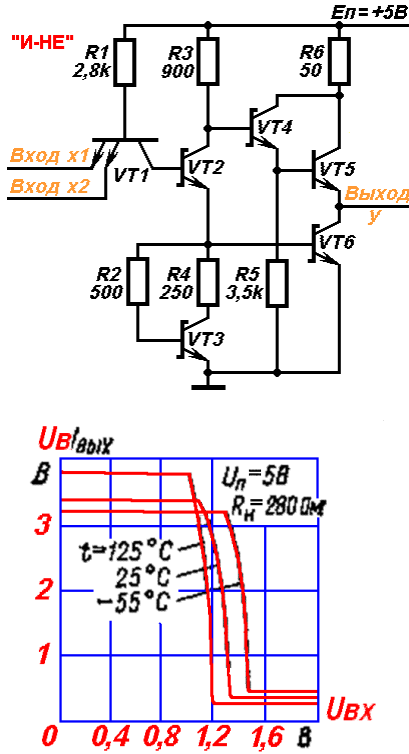 Eп = +5В
"И-НЕ"
R1
2,8k
R3
900
R6
50
VT4
Вход х1
Вход х2
VT1
VT2
VT5
Выход
У
VT6
R2
500
R4
250
R5
3,5k
VT3
Uвых
В
Uп = 5В
Rн = 280 Ом
t = 125°C
25°C
-55°C
3
2
1
0 0,4 0,8 1,2 1,6 В
Uвх